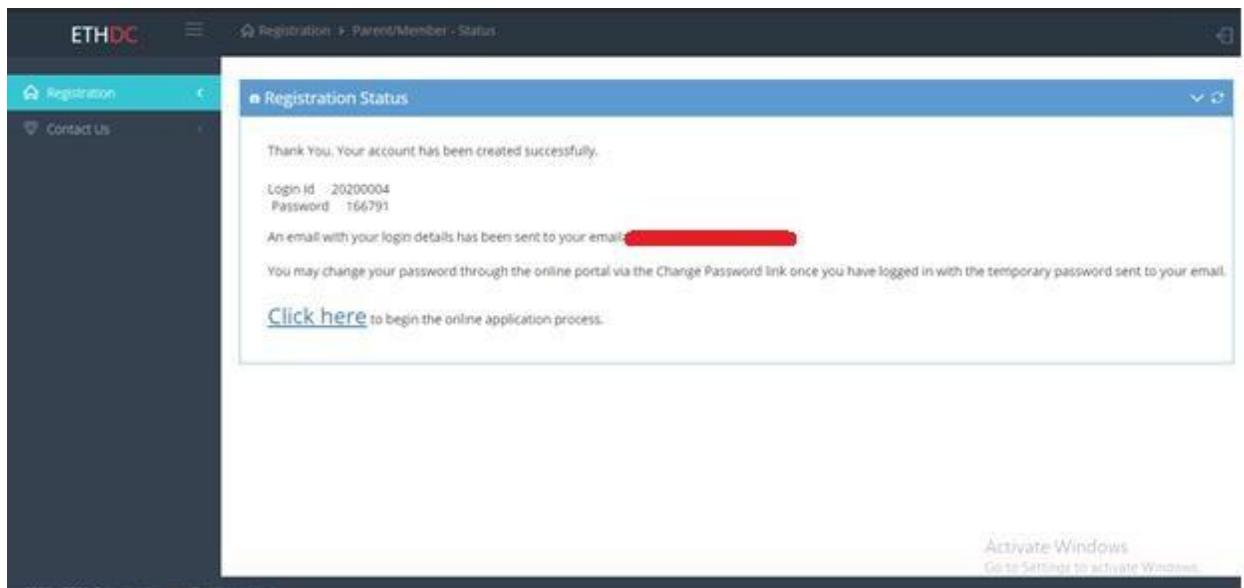 ETHDC
Registration Parent/Member - Status
Registration
Contact Us
Registration Status
Thank You. Your account has been created successfully.
Login Id 20200004
Password 166791
An email with your login details has been sent to your email
You may change your password through the online portal via the Change Password link once you have logged in with the temporary password sent to your email.
Click here to begin the online application process.
Activate Windows
Go to Settings to activate Windows.